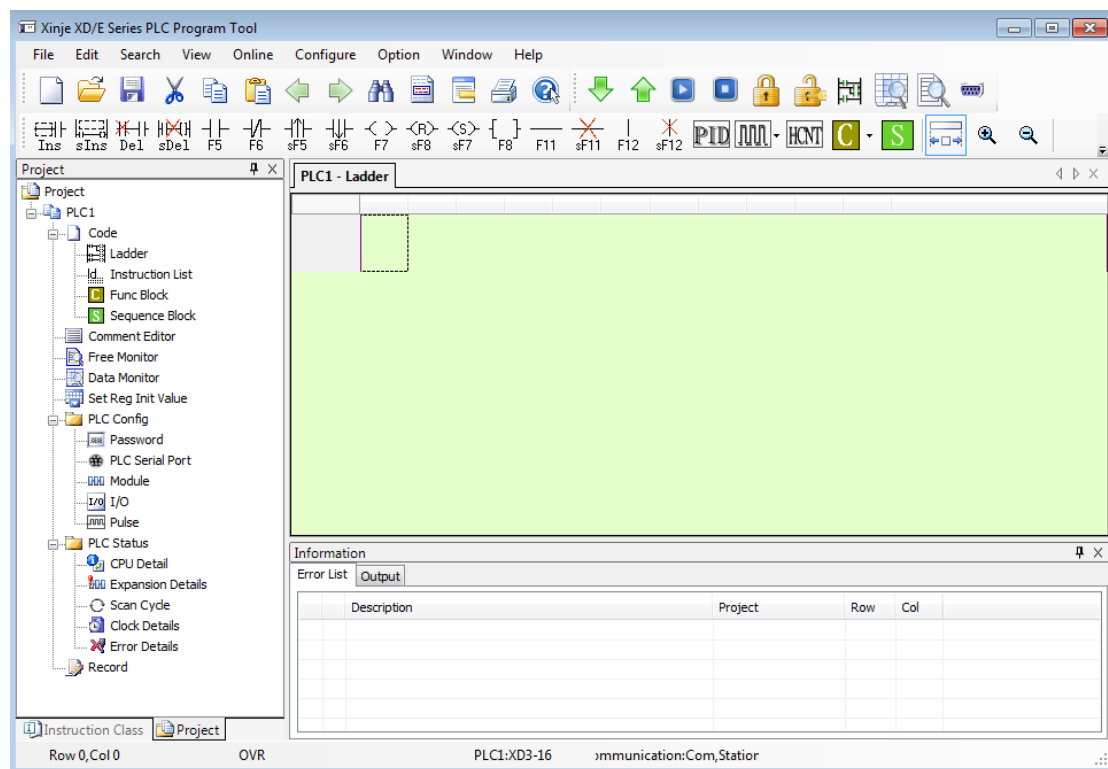 Xinje XD/E Series PLC Program Tool
File Edit Search View Online Configure Option Window Help
Ins sIns Del sDel F5 F6 sF5 sF6 F7 sF8 sF7 F8 F11 sF11 F12 sF12 PID HCNT C S
Project
PLC1 - Ladder
Project
PLC1
Code
Ladder
Instruction List
C Func Block
S Sequence Block
Comment Editor
Free Monitor
Data Monitor
Set Reg Init Value
PLC Config
Password
PLC Serial Port
Module
I/O I/O
Pulse
PLC Status
CPU Detail
Expansion Details
Scan Cycle
Clock Details
Error Details
Record
Information
Error List Output
Description Project Row Col
Instruction Class Project
Row 0,Col 0 OVR PLC1:XD3-16 ommunication:Com,Station